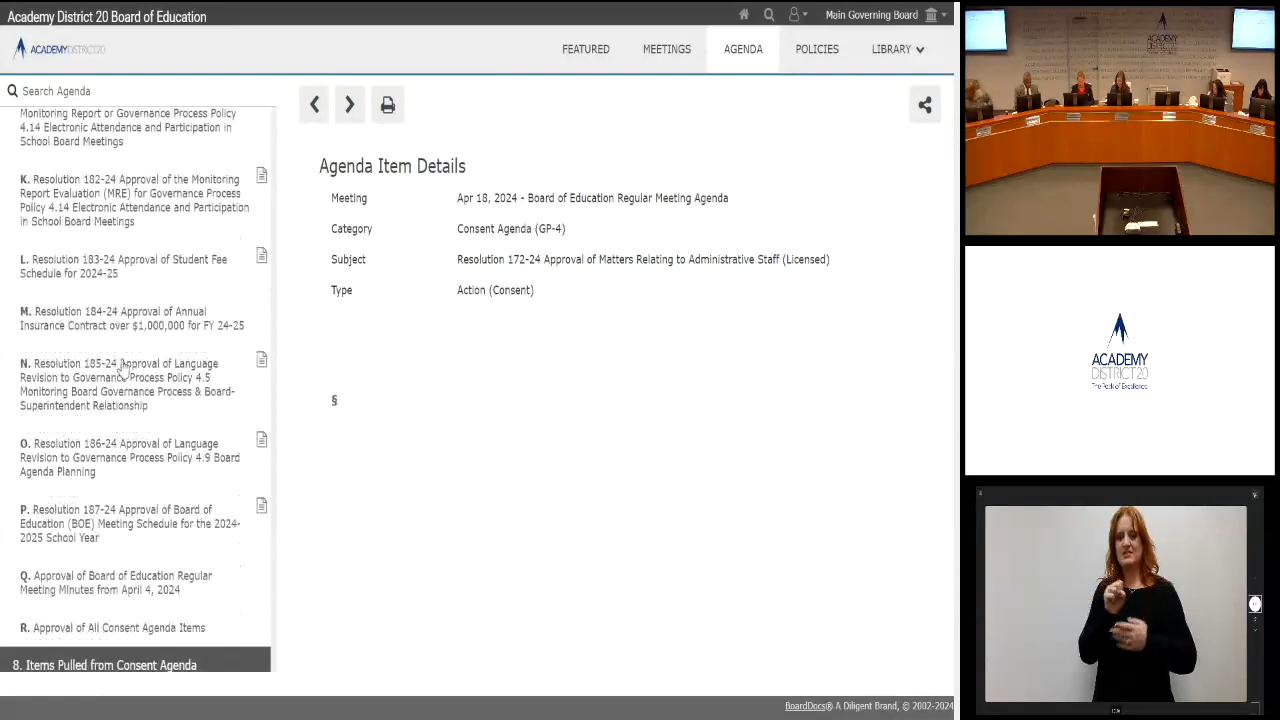 Academy District 20 Board of Education
Main Governing Board
ACADEMYDISTRICT20
FEATURED
MEETINGS
AGENDA
POLICIES
LIBRARY
Search Agenda
Monitoring Report or Governance Process Policy
4.14 Electronic Attendance and Participation in
School Board Meetings
K. Resolution 182-24 Approval of the Monitoring
Report Evaluation (MRE) for Governance Process
Policy 4.14 Electronic Attendance and Participation
in School Board Meetings
L. Resolution 183-24 Approval of Student Fee
Schedule for 2024-25
M. Resolution 184-24 Approval of Annual
Insurance Contract over $1,000,000 for FY 24-25
N. Resolution 185-24 Approval of Language
Revision to Governance Process Policy 4.5
Monitoring Board Governance Process & Board-
Superintendent Relationship
O. Resolution 186-24 Approval of Language
Revision to Governance Process Policy 4.9 Board
Agenda Planning
P. Resolution 187-24 Approval of Board of
Education (BOE) Meeting Schedule for the 2024-
2025 School Year
Q. Approval of Board of Education Regular
Meeting Minutes from April 4, 2024
R. Approval of All Consent Agenda Items
8. Items Pulled from Consent Agenda
Agenda Item Details
Meeting
Apr 18, 2024 - Board of Education Regular Meeting Agenda
Category
Consent Agenda (GP-4)
Subject
Resolution 172-24 Approval of Matters Relating to Administrative Staff (Licensed)
Type
Action (Consent)
§
BoardDocs® A Diligent Brand, © 2002-2024
ACADEMY
DISTRICT 20
ACADEMY
DISTRICT20
The Peak of Excellence